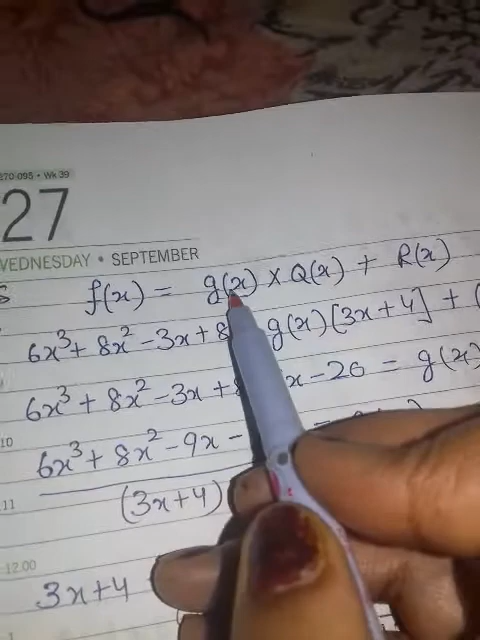 270-095 • Wk 39
27
WEDNESDAY • SEPTEMBER
f(x) = g(x) × Q(x) + R(x)
6x³ + 8x² - 3x + 8 g(x) [3x + 4] + (
6x³ + 8x² - 3x + x - 26 = g(x)
10
6x³ + 8x² - 9x -
11
(3x + 4)
12.00
3x + 4